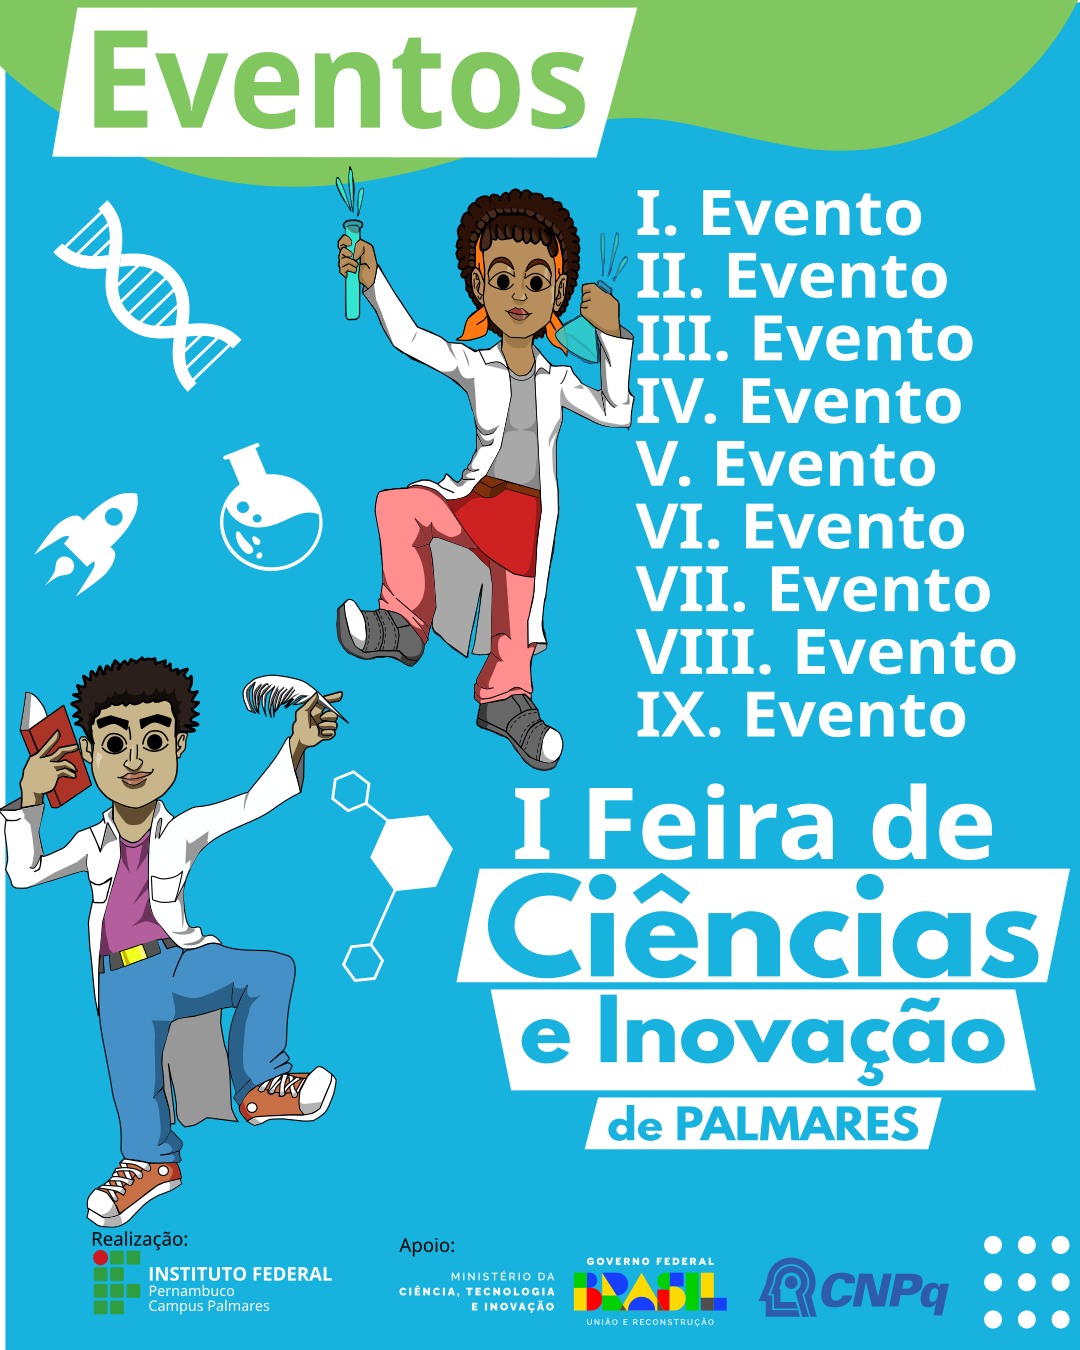 Eventos
I. Evento
II. Evento
III. Evento
IV. Evento
V. Evento
VI. Evento
VII. Evento
VIII. Evento
IX. Evento
I Feira de
Ciências
e Inovação
de PALMARES
Realização:
INSTITUTO FEDERAL
Pernambuco
Campus Palmares
Apoio:
MINISTÉRIO DA
CIÊNCIA, TECNOLOGIA
E INOVAÇÃO
GOVERNO FEDERAL
BRASIL
UNIÃO E RECONSTRUÇÃO
CNPq